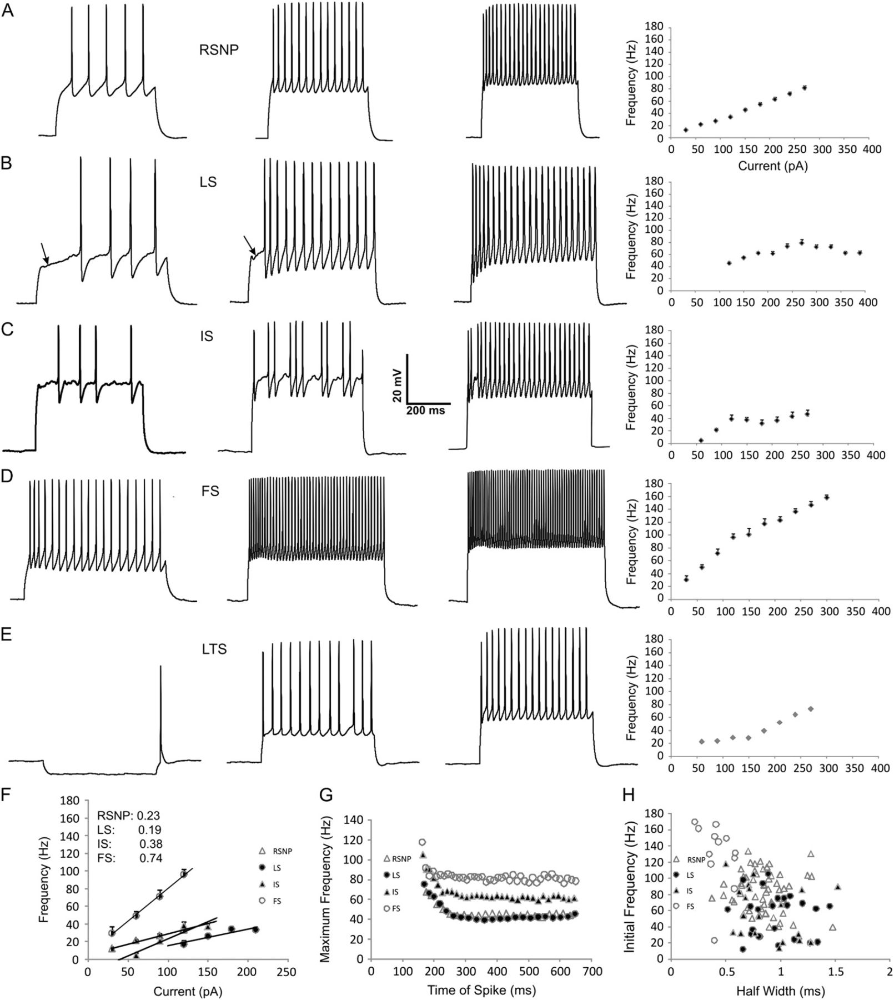 A
RSNP
Frequency (Hz)
180
160
140
120
100
80
60
40
20
0
0 50 100 150 200 250 300 350 400
Current (pA)
B
LS
Frequency (Hz)
180
160
140
120
100
80
60
40
20
0
0 50 100 150 200 250 300 350 400
C
IS
20 mV
200 ms
Frequency (Hz)
180
160
140
120
100
80
60
40
20
0
0 50 100 150 200 250 300 350 400
D
FS
Frequency (Hz)
180
160
140
120
100
80
60
40
20
0
0 50 100 150 200 250 300 350 400
E
LTS
Frequency (Hz)
180
160
140
120
100
80
60
40
20
0
0 50 100 150 200 250 300 350 400
F
Frequency (Hz)
180
160
140
120
100
80
60
40
20
0
RSNP: 0.23
LS: 0.19
IS: 0.38
FS: 0.74
RSNP
LS
IS
FS
0 50 100 150 200 250
Current (pA)
G
Maximum Frequency (Hz)
140
120
100
80
60
40
20
0
RSNP
LS
IS
FS
0 100 200 300 400 500 600 700
Time of Spike (ms)
H
Initial Frequency (Hz)
180
160
140
120
100
80
60
40
20
0
RSNP
LS
IS
FS
0 0.5 1 1.5 2
Half Width (ms)